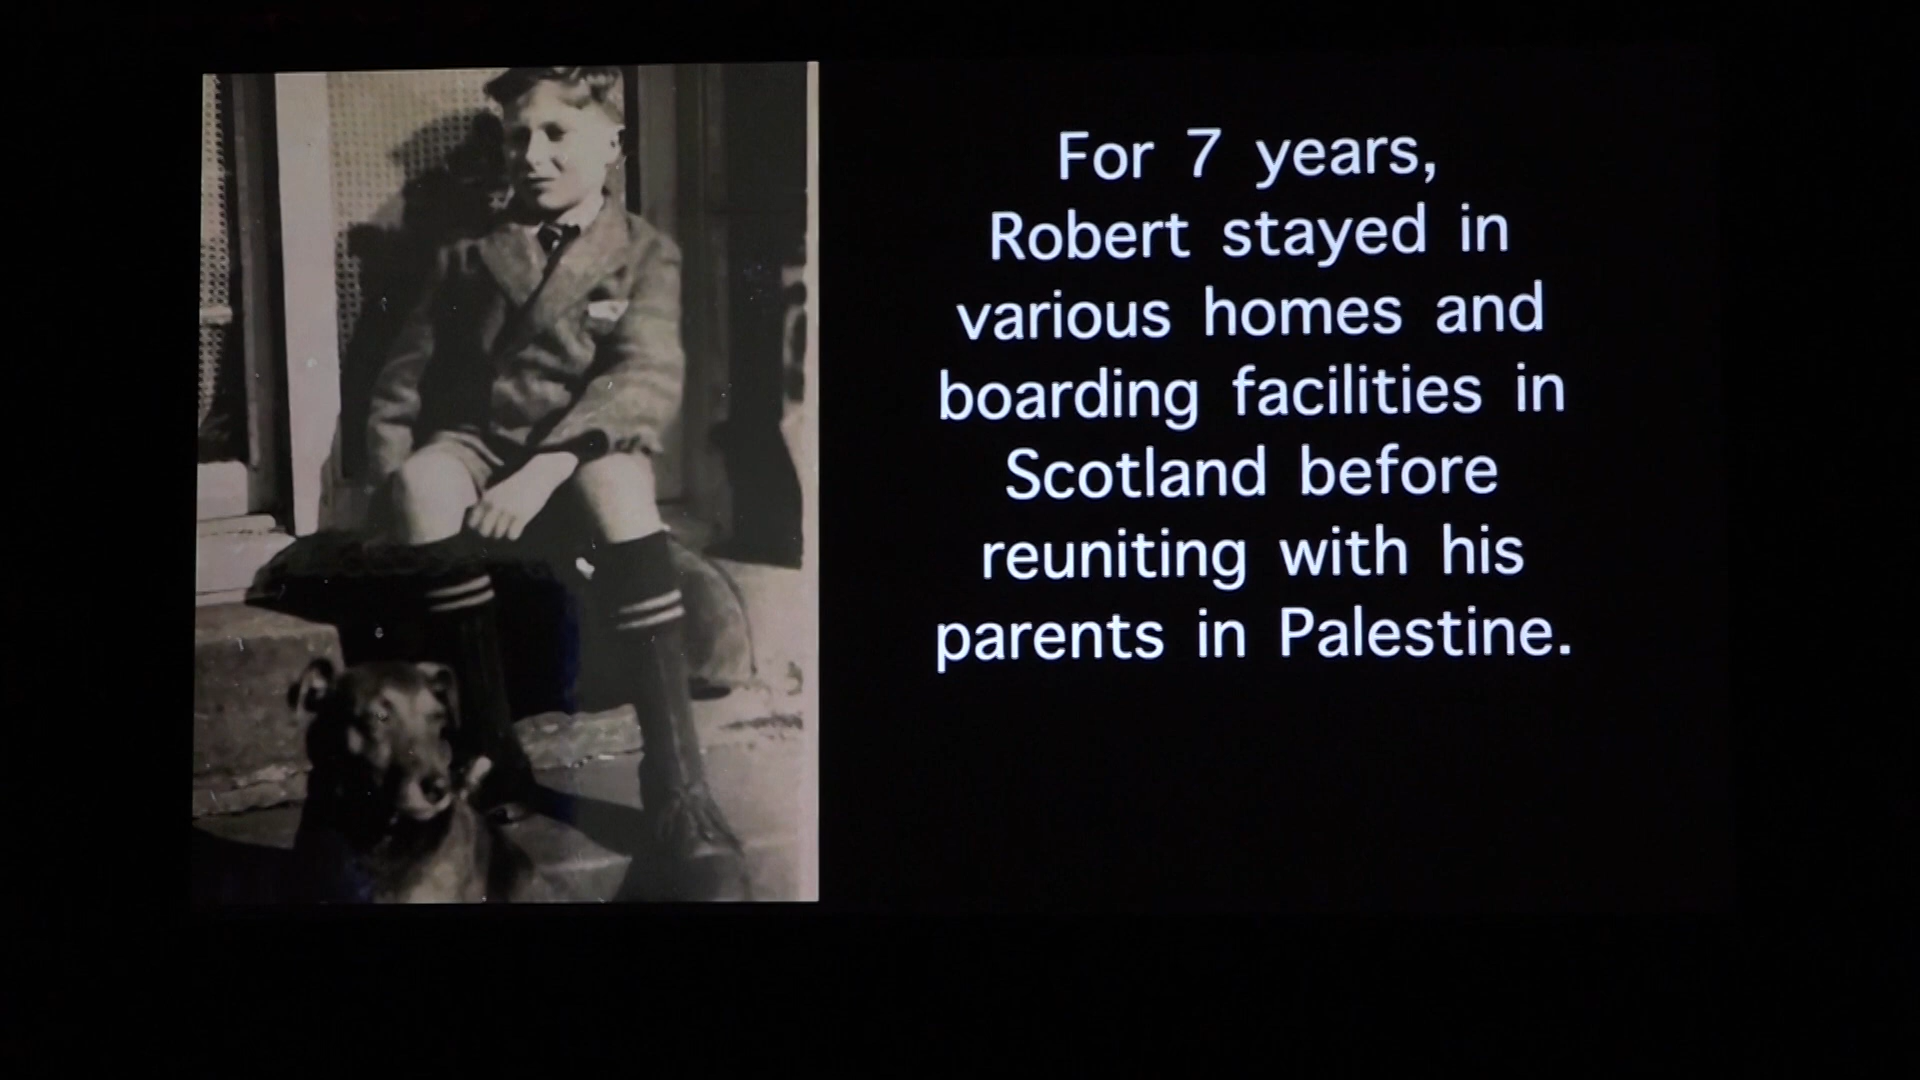 For 7 years,
Robert stayed in
various homes and
boarding facilities in
Scotland before
reuniting with his
parents in Palestine.